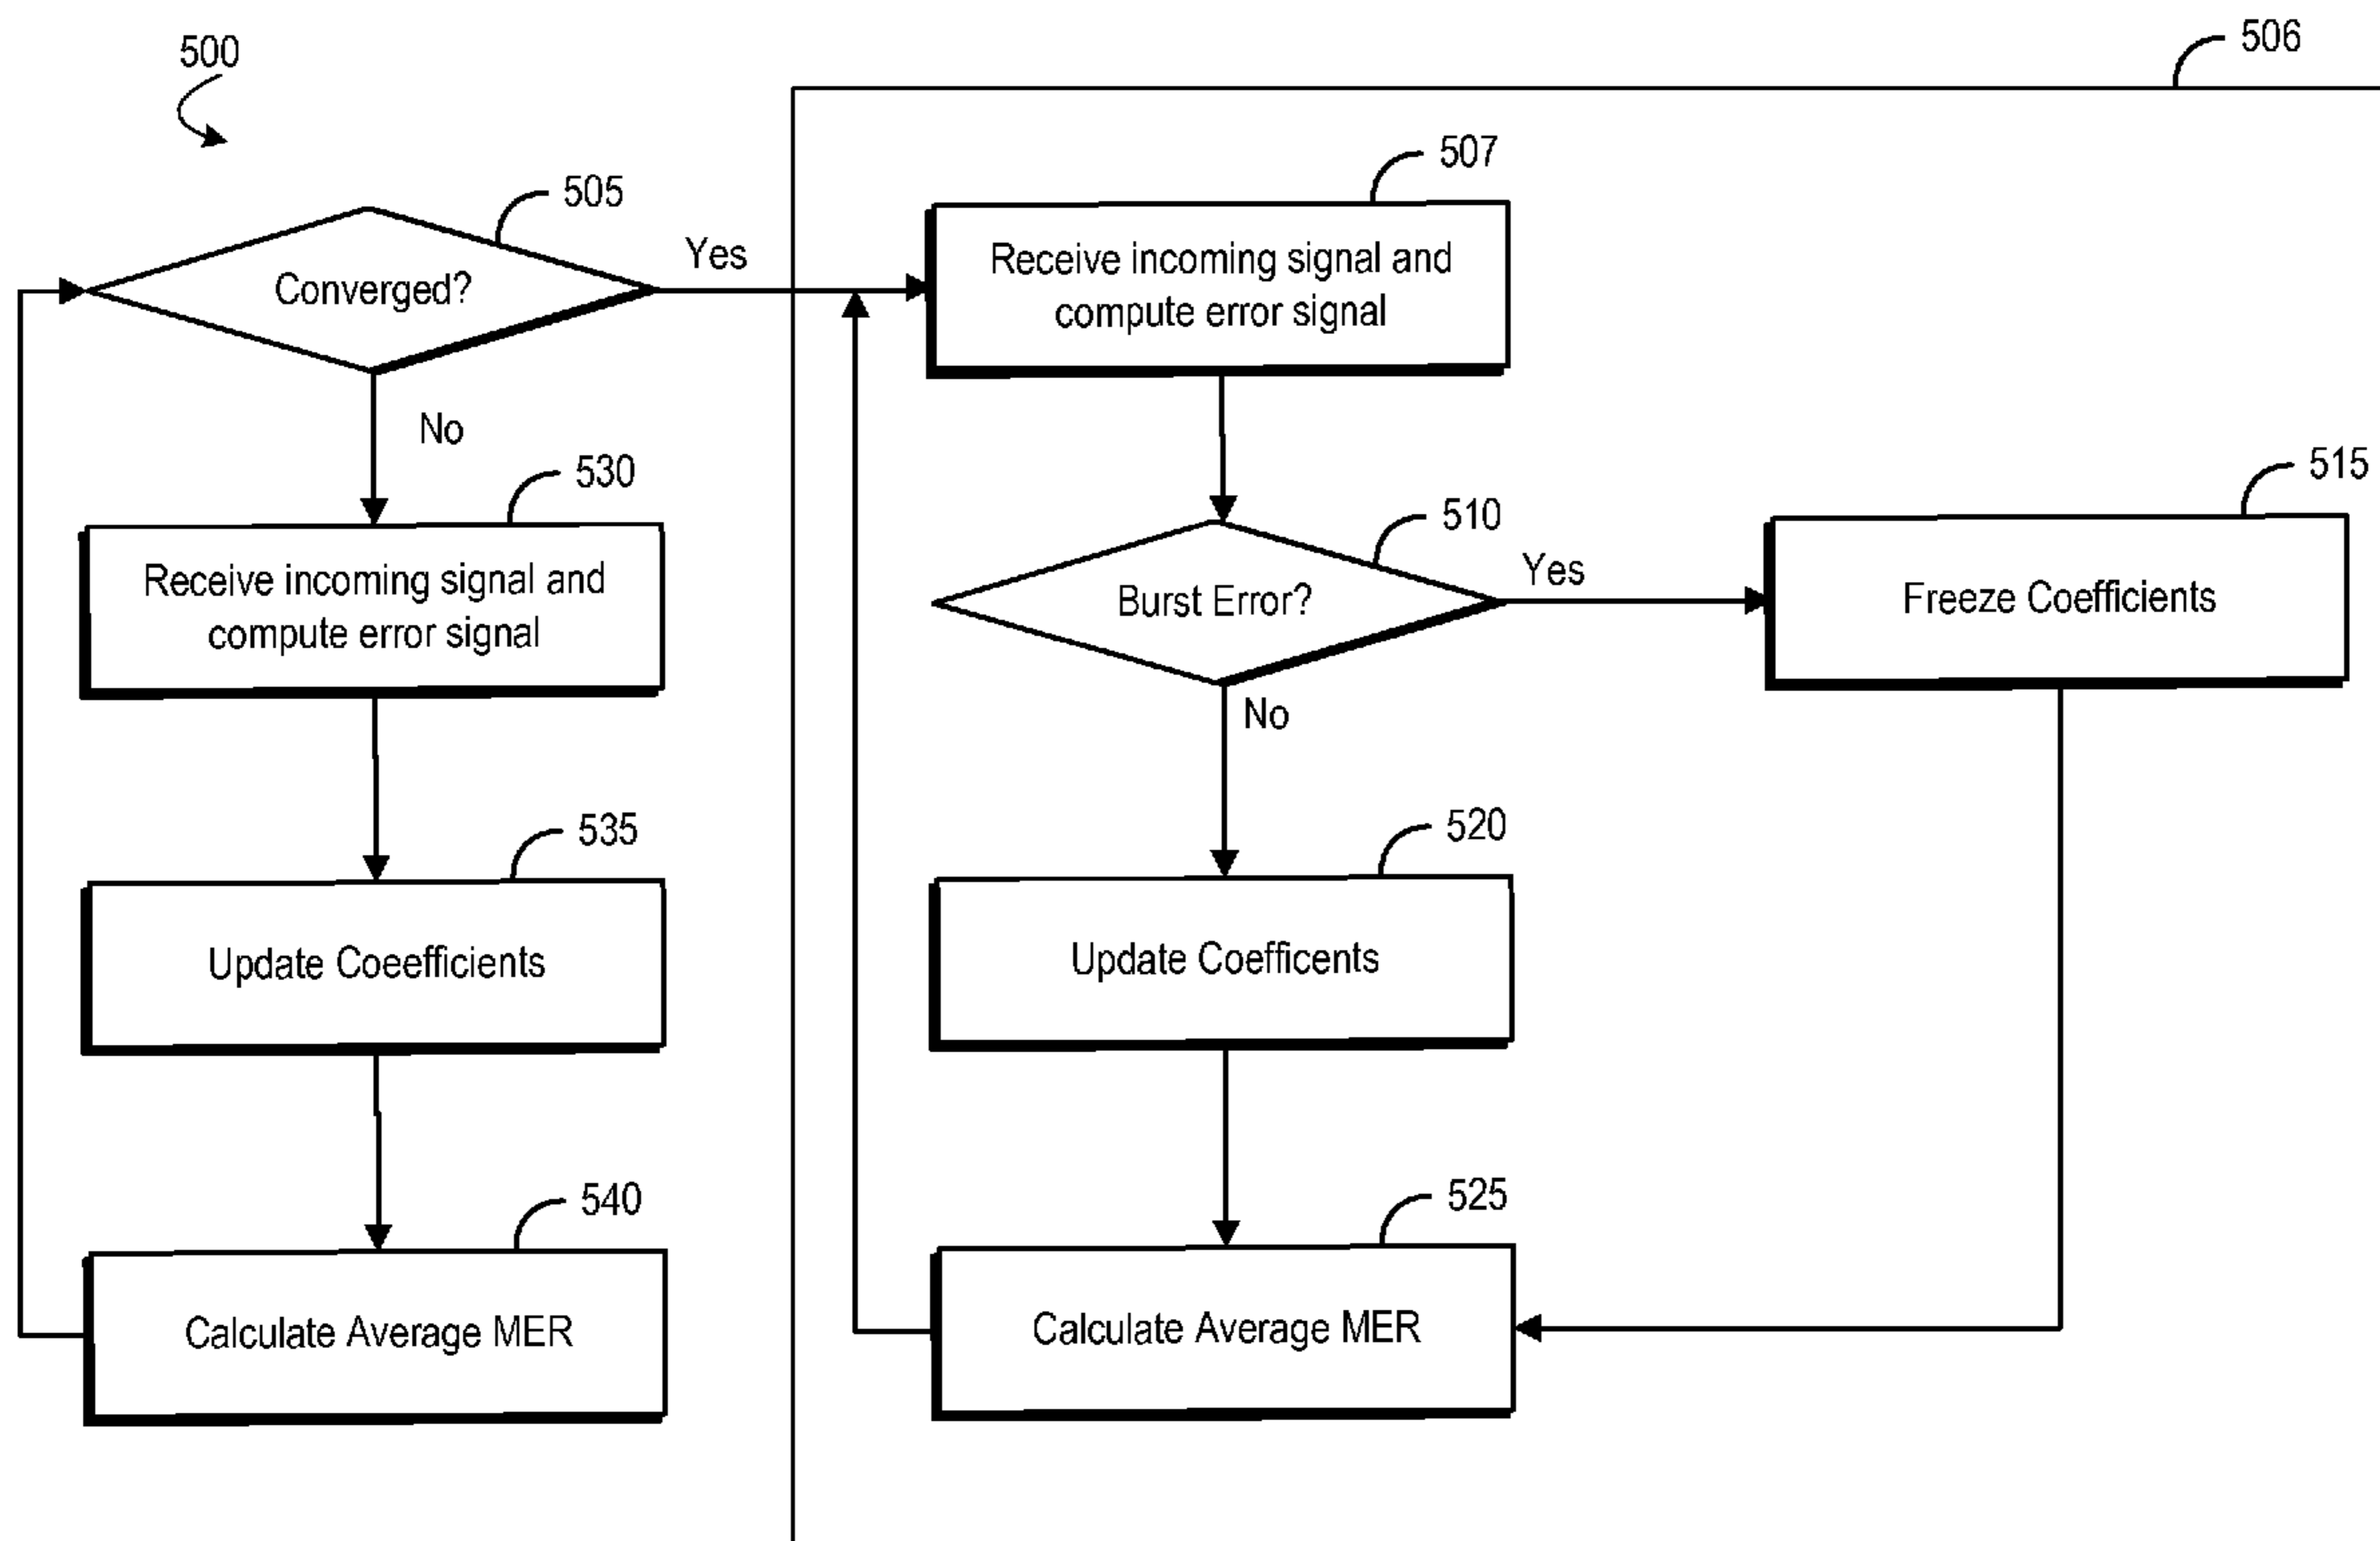 500
506
507
505
Yes
Receive incoming signal and
compute error signal
Converged?
No
530
510
515
Receive incoming signal and
compute error signal
Burst Error?
Yes
Freeze Coefficients
No
535
520
Update Coeefficients
Update Coefficents
540
525
Calculate Average MER
Calculate Average MER